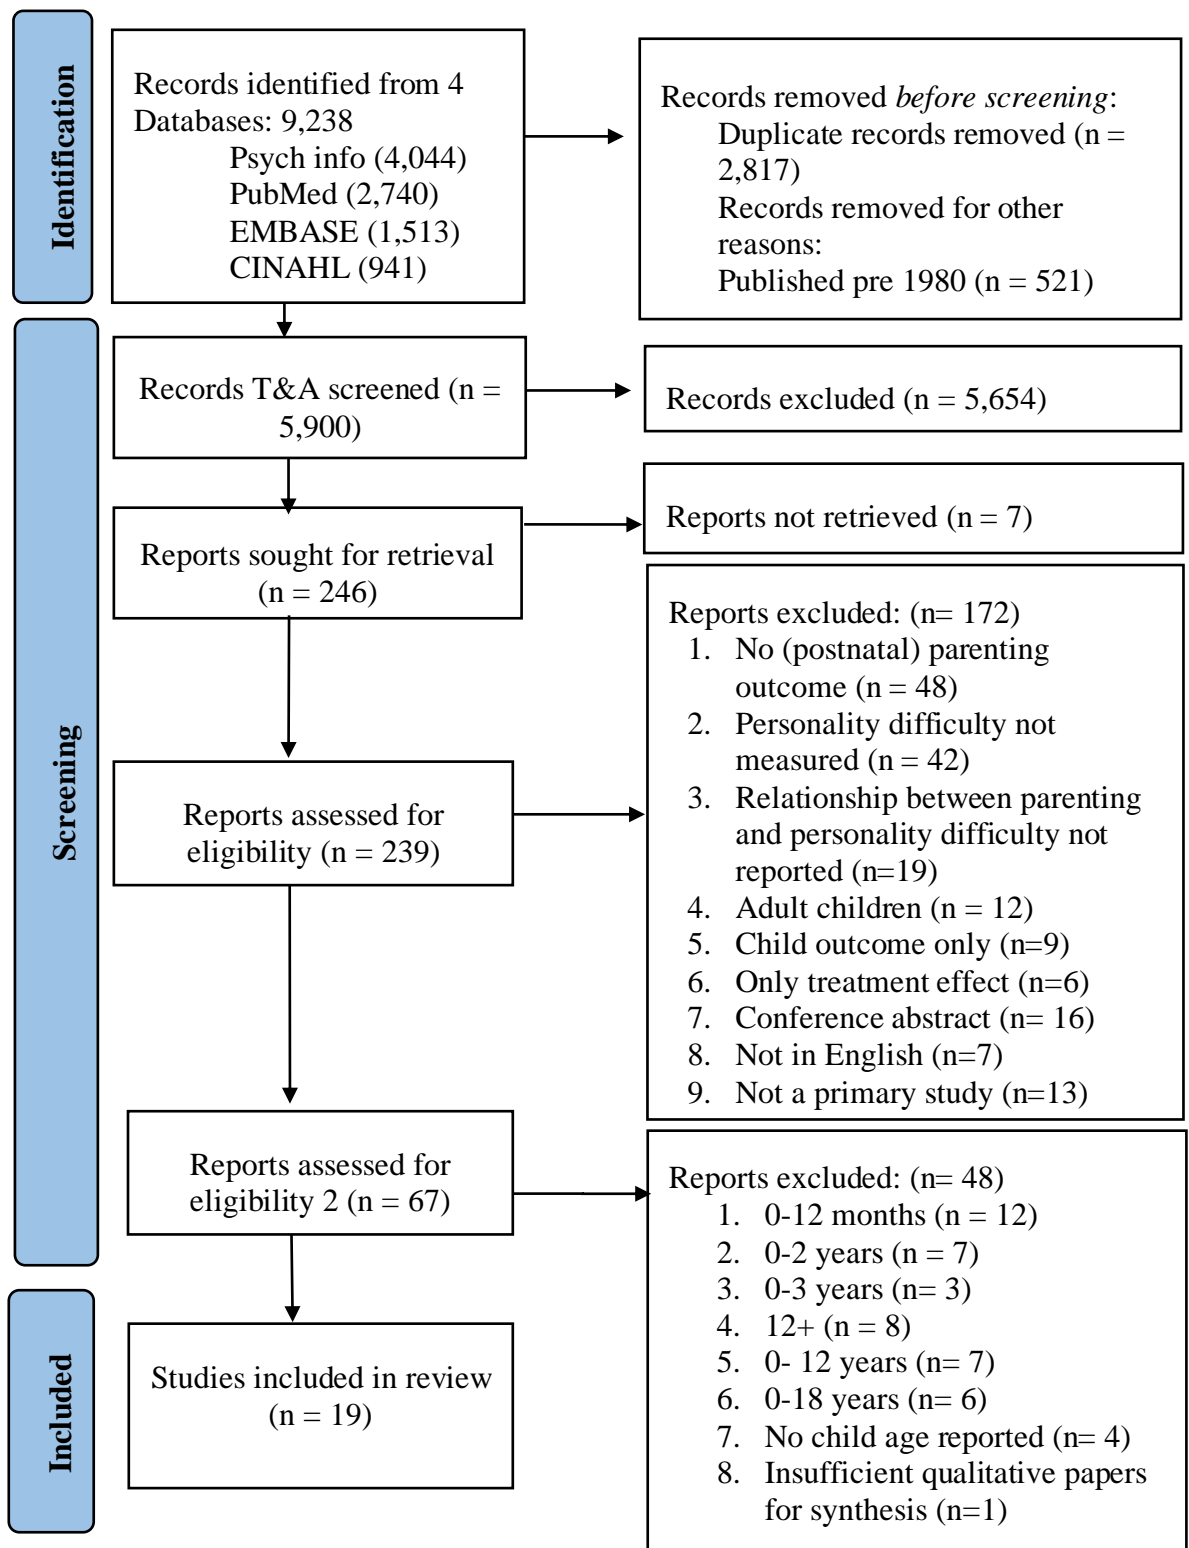 Identification
Records identified from 4
Databases: 9,238
Psych info (4,044)
PubMed (2,740)
EMBASE (1,513)
CINAHL (941)
Records removed before screening:
Duplicate records removed (n =
2,817)
Records removed for other
reasons:
Published pre 1980 (n = 521)
Screening
Records T&A screened (n =
5,900)
Records excluded (n = 5,654)
Reports sought for retrieval
(n = 246)
Reports not retrieved (n = 7)
Reports assessed for
eligibility (n = 239)
Reports excluded: (n= 172)
1. No (postnatal) parenting
outcome (n = 48)
2. Personality difficulty not
measured (n = 42)
3. Relationship between parenting
and personality difficulty not
reported (n=19)
4. Adult children (n = 12)
5. Child outcome only (n=9)
6. Only treatment effect (n=6)
7. Conference abstract (n= 16)
8. Not in English (n=7)
9. Not a primary study (n=13)
Reports assessed for
eligibility 2 (n = 67)
Reports excluded: (n= 48)
1. 0-12 months (n = 12)
2. 0-2 years (n = 7)
3. 0-3 years (n= 3)
4. 12+ (n = 8)
5. 0- 12 years (n= 7)
6. 0-18 years (n= 6)
7. No child age reported (n= 4)
8. Insufficient qualitative papers
for synthesis (n=1)
Included
Studies included in review
(n = 19)